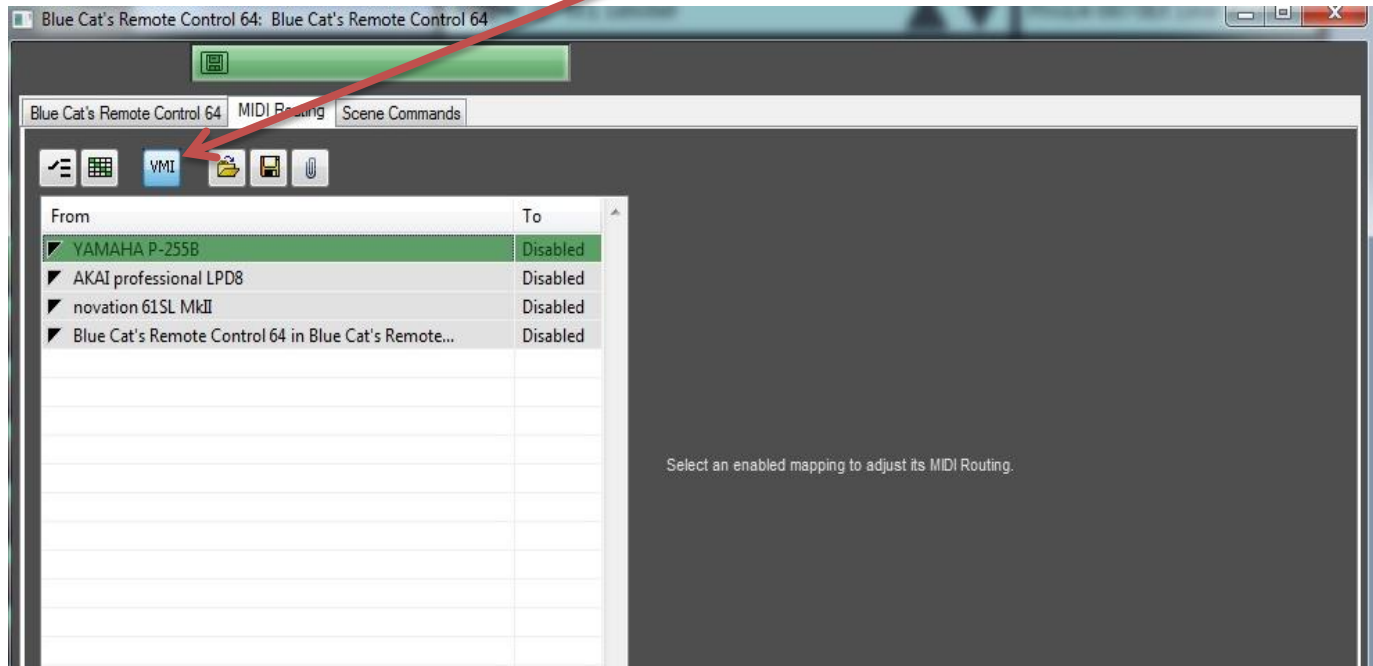 Blue Cat's Remote Control 64: Blue Cat's Remote Control 64
Blue Cat's Remote Control 64 MIDI Routing Scene Commands
VMI
From To
YAMAHA P-255B Disabled
AKAI professional LPD8 Disabled
novation 61SL MkII Disabled
Blue Cat's Remote Control 64 in Blue Cat's Remote... Disabled
Select an enabled mapping to adjust its MIDI Routing.